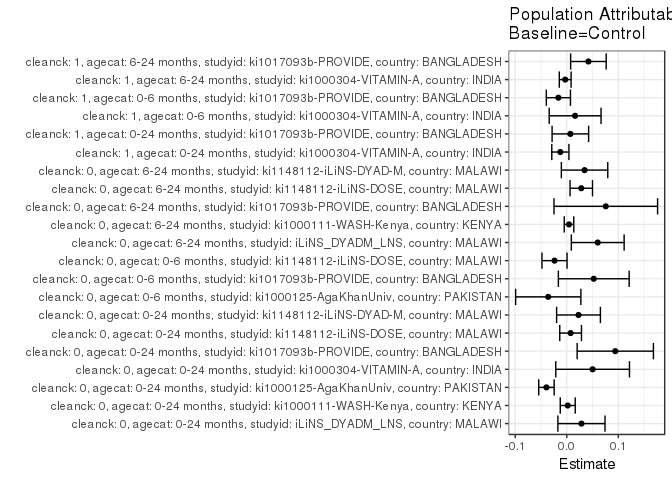 Population Attributab
Baseline=Control
cleanck: 1, agecat: 6-24 months, studyid: ki1017093b-PROVIDE, country: BANGLADESH
cleanck: 1, agecat: 6-24 months, studyid: ki1000304-VITAMIN-A, country: INDIA
cleanck: 1, agecat: 0-6 months, studyid: ki1017093b-PROVIDE, country: BANGLADESH
cleanck: 1, agecat: 0-6 months, studyid: ki1000304-VITAMIN-A, country: INDIA
cleanck: 1, agecat: 0-24 months, studyid: ki1017093b-PROVIDE, country: BANGLADESH
cleanck: 1, agecat: 0-24 months, studyid: ki1000304-VITAMIN-A, country: INDIA
cleanck: 0, agecat: 6-24 months, studyid: ki1148112-iLiNS-DYAD-M, country: MALAWI
cleanck: 0, agecat: 6-24 months, studyid: ki1148112-iLiNS-DOSE, country: MALAWI
cleanck: 0, agecat: 6-24 months, studyid: ki1017093b-PROVIDE, country: BANGLADESH
cleanck: 0, agecat: 6-24 months, studyid: ki1000111-WASH-Kenya, country: KENYA
cleanck: 0, agecat: 6-24 months, studyid: iLiNS_DYADM_LNS, country: MALAWI
cleanck: 0, agecat: 0-6 months, studyid: ki1148112-iLiNS-DOSE, country: MALAWI
cleanck: 0, agecat: 0-6 months, studyid: ki1017093b-PROVIDE, country: BANGLADESH
cleanck: 0, agecat: 0-6 months, studyid: ki1000125-AgaKhanUniv, country: PAKISTAN
cleanck: 0, agecat: 0-24 months, studyid: ki1148112-iLiNS-DYAD-M, country: MALAWI
cleanck: 0, agecat: 0-24 months, studyid: ki1148112-iLiNS-DOSE, country: MALAWI
cleanck: 0, agecat: 0-24 months, studyid: ki1017093b-PROVIDE, country: BANGLADESH
cleanck: 0, agecat: 0-24 months, studyid: ki1000304-VITAMIN-A, country: INDIA
cleanck: 0, agecat: 0-24 months, studyid: ki1000125-AgaKhanUniv, country: PAKISTAN
cleanck: 0, agecat: 0-24 months, studyid: ki1000111-WASH-Kenya, country: KENYA
cleanck: 0, agecat: 0-24 months, studyid: iLiNS_DYADM_LNS, country: MALAWI
-0.1 0.0 0.1
Estimate